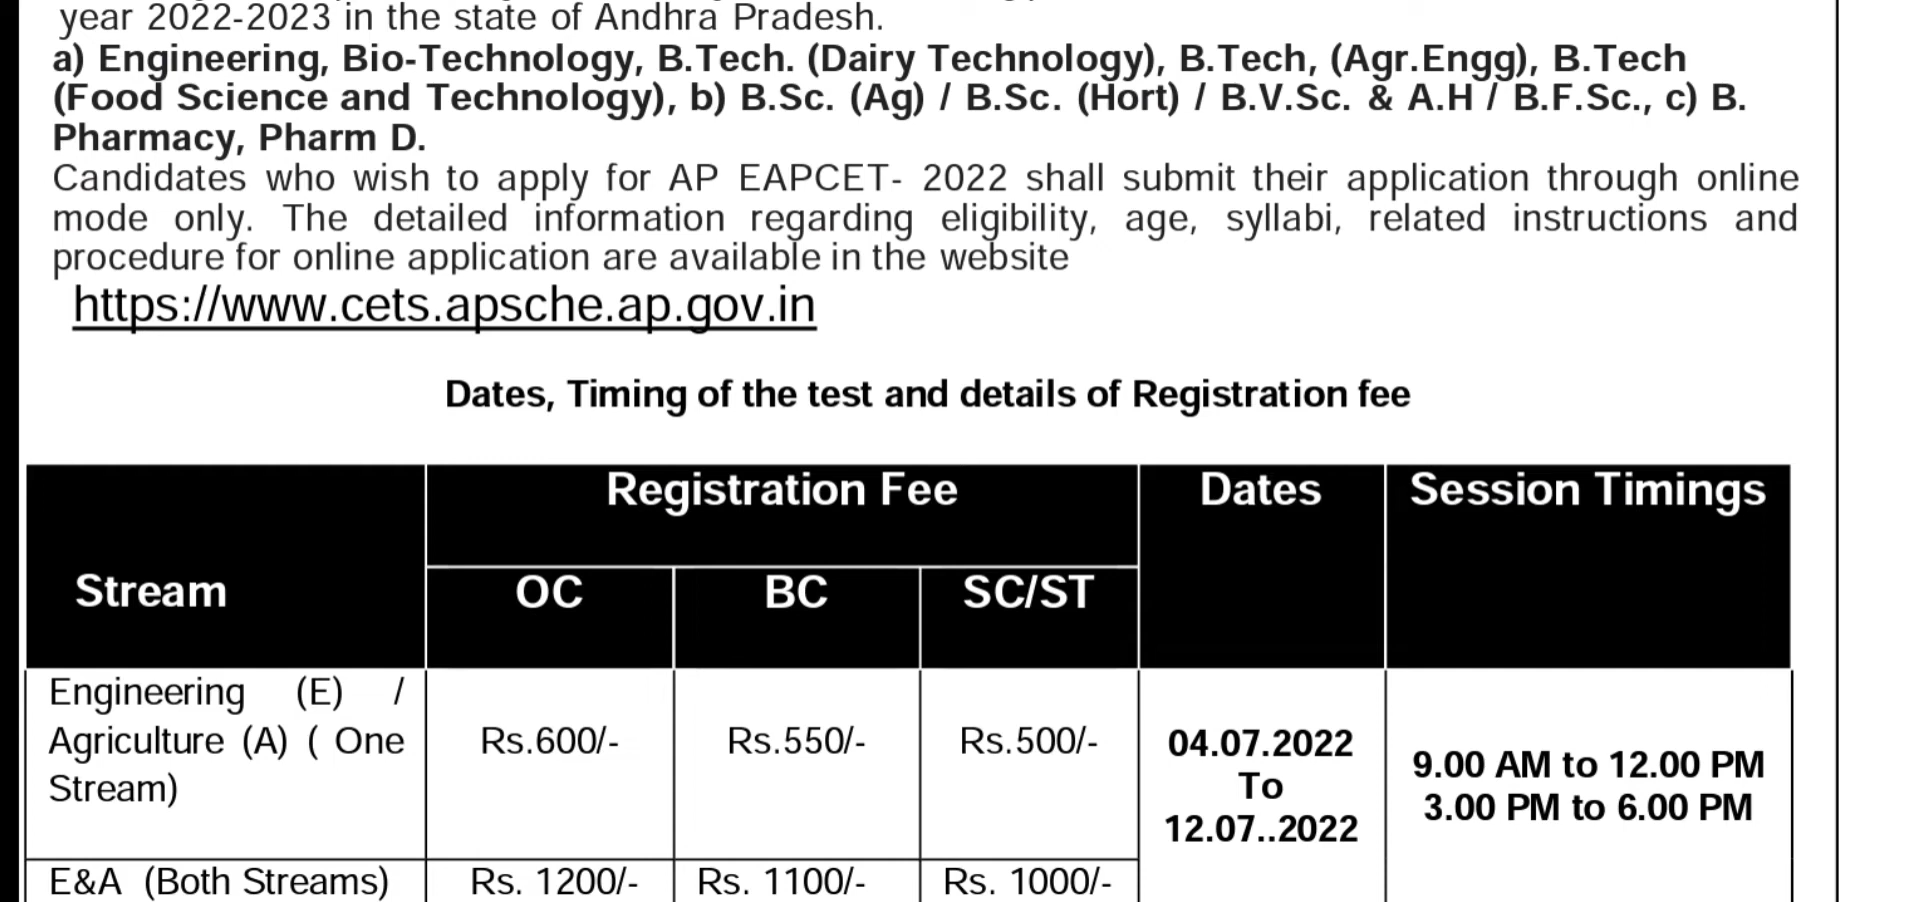 year 2022-2023 in the state of Andhra Pradesh.
a) Engineering, Bio-Technology, B.Tech. (Dairy Technology), B.Tech, (Agr.Engg), B.Tech
(Food Science and Technology), b) B.Sc. (Ag) / B.Sc. (Hort) / B.V.Sc. & A.H / B.F.Sc., c) B.
Pharmacy, Pharm D.
Candidates who wish to apply for AP EAPCET- 2022 shall submit their application through online
mode only. The detailed information regarding eligibility, age, syllabi, related instructions and
procedure for online application are available in the website
https://www.cets.apsche.ap.gov.in
Dates, Timing of the test and details of Registration fee
Registration Fee Dates Session Timings
Stream OC BC SC/ST
Engineering (E) /
Agriculture (A) ( One
Stream)
Rs.600/- Rs.550/- Rs.500/-
04.07.2022
To
12.07..2022
9.00 AM to 12.00 PM
3.00 PM to 6.00 PM
E&A (Both Streams) Rs. 1200/- Rs. 1100/- Rs. 1000/-